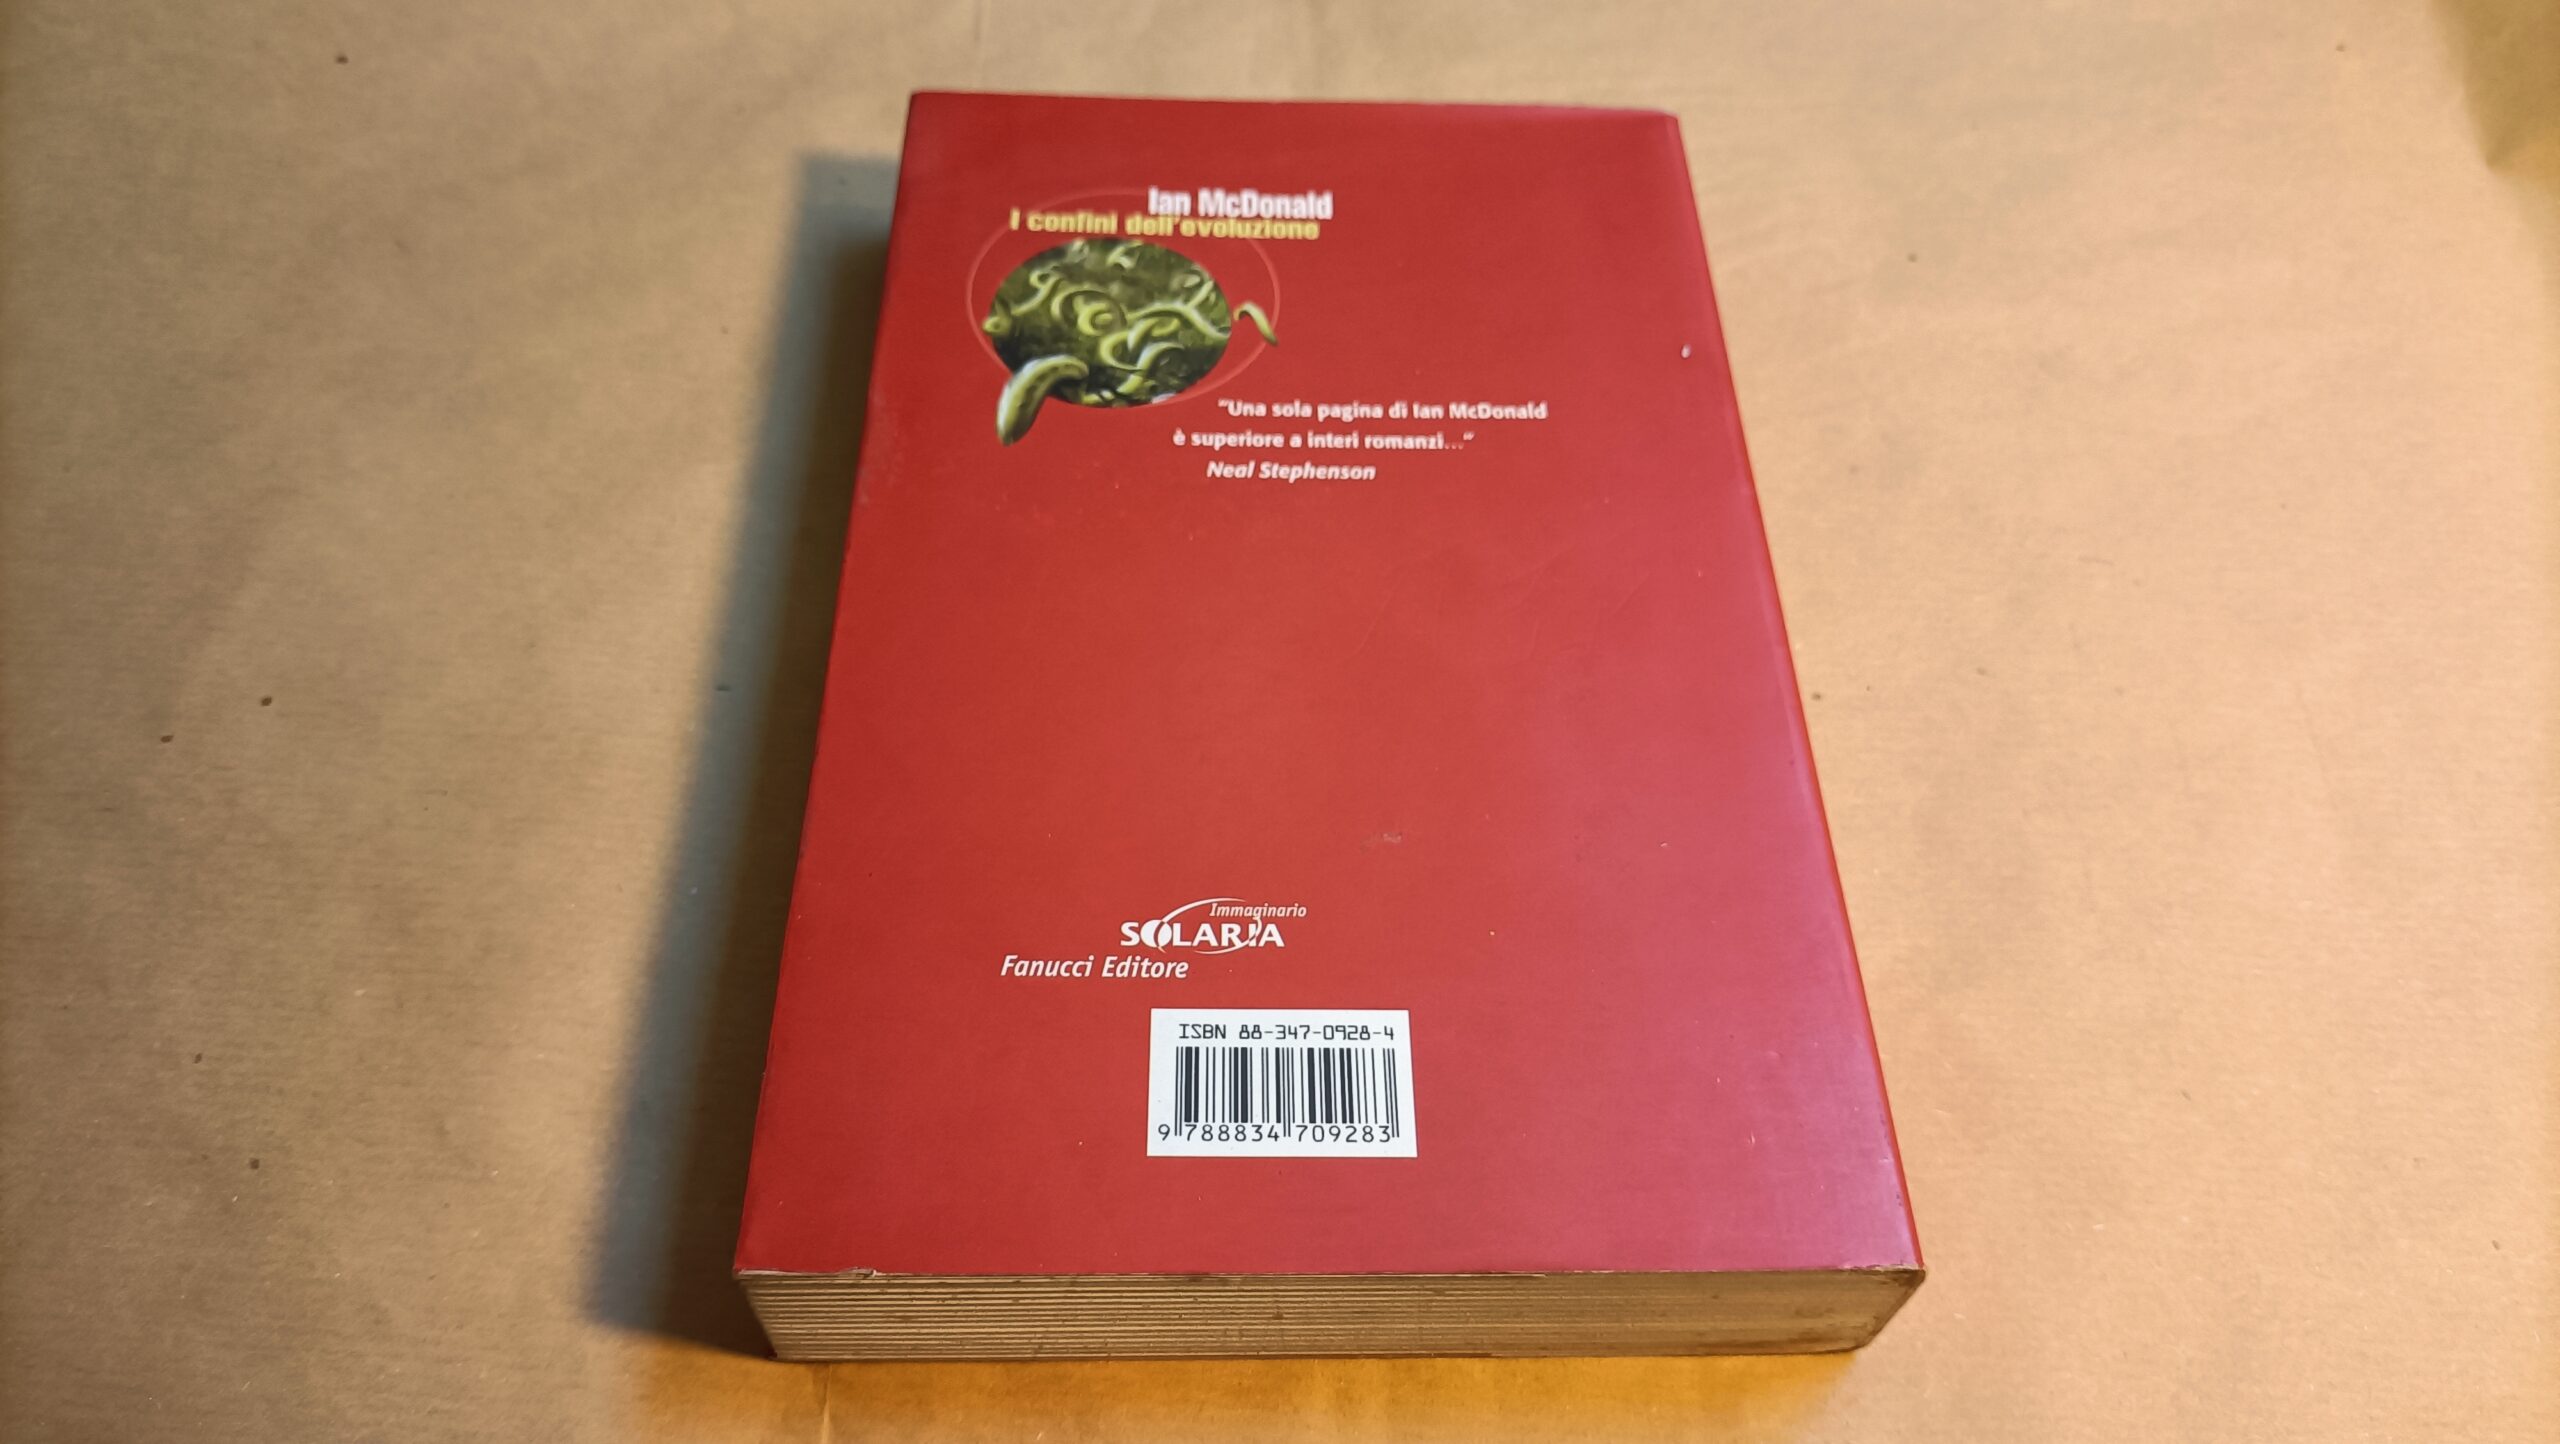 Ian McDonald
I confini dell'evoluzione
"Una sola pagina di Ian McDonald
è superiore a interi romanzi..."
Neal Stephenson
Immaginario
SOLARIA
Fanucci Editore
ISBN 88-347-0928-4
9 788834 709283